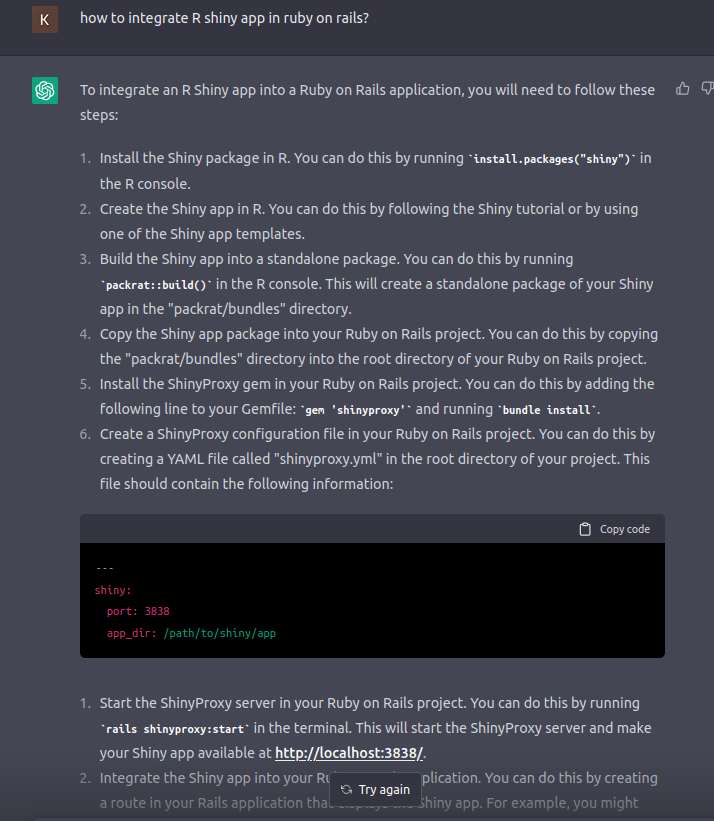 K
how to integrate R shiny app in ruby on rails?
To integrate an R Shiny app into a Ruby on Rails application, you will need to follow these
steps:
1. Install the Shiny package in R. You can do this by running `install.packages("shiny")` in
the R console.
2. Create the Shiny app in R. You can do this by following the Shiny tutorial or by using
one of the Shiny app templates.
3. Build the Shiny app into a standalone package. You can do this by running
`packrat::build()` in the R console. This will create a standalone package of your Shiny
app in the "packrat/bundles" directory.
4. Copy the Shiny app package into your Ruby on Rails project. You can do this by copying
the "packrat/bundles" directory into the root directory of your Ruby on Rails project.
5. Install the ShinyProxy gem in your Ruby on Rails project. You can do this by adding the
following line to your Gemfile: `gem 'shinyproxy'` and running `bundle install`.
6. Create a ShinyProxy configuration file in your Ruby on Rails project. You can do this by
creating a YAML file called "shinyproxy.yml" in the root directory of your project. This
file should contain the following information:
Copy code
---
shiny:
port: 3838
app_dir: /path/to/shiny/app
1. Start the ShinyProxy server in your Ruby on Rails project. You can do this by running
`rails shinyproxy:start` in the terminal. This will start the ShinyProxy server and make
your Shiny app available at http://localhost:3838/.
2. Integrate the Shiny app into your application. You can do this by creating
Try again
a route in your Rails application that displays the Shiny app. For example, you might